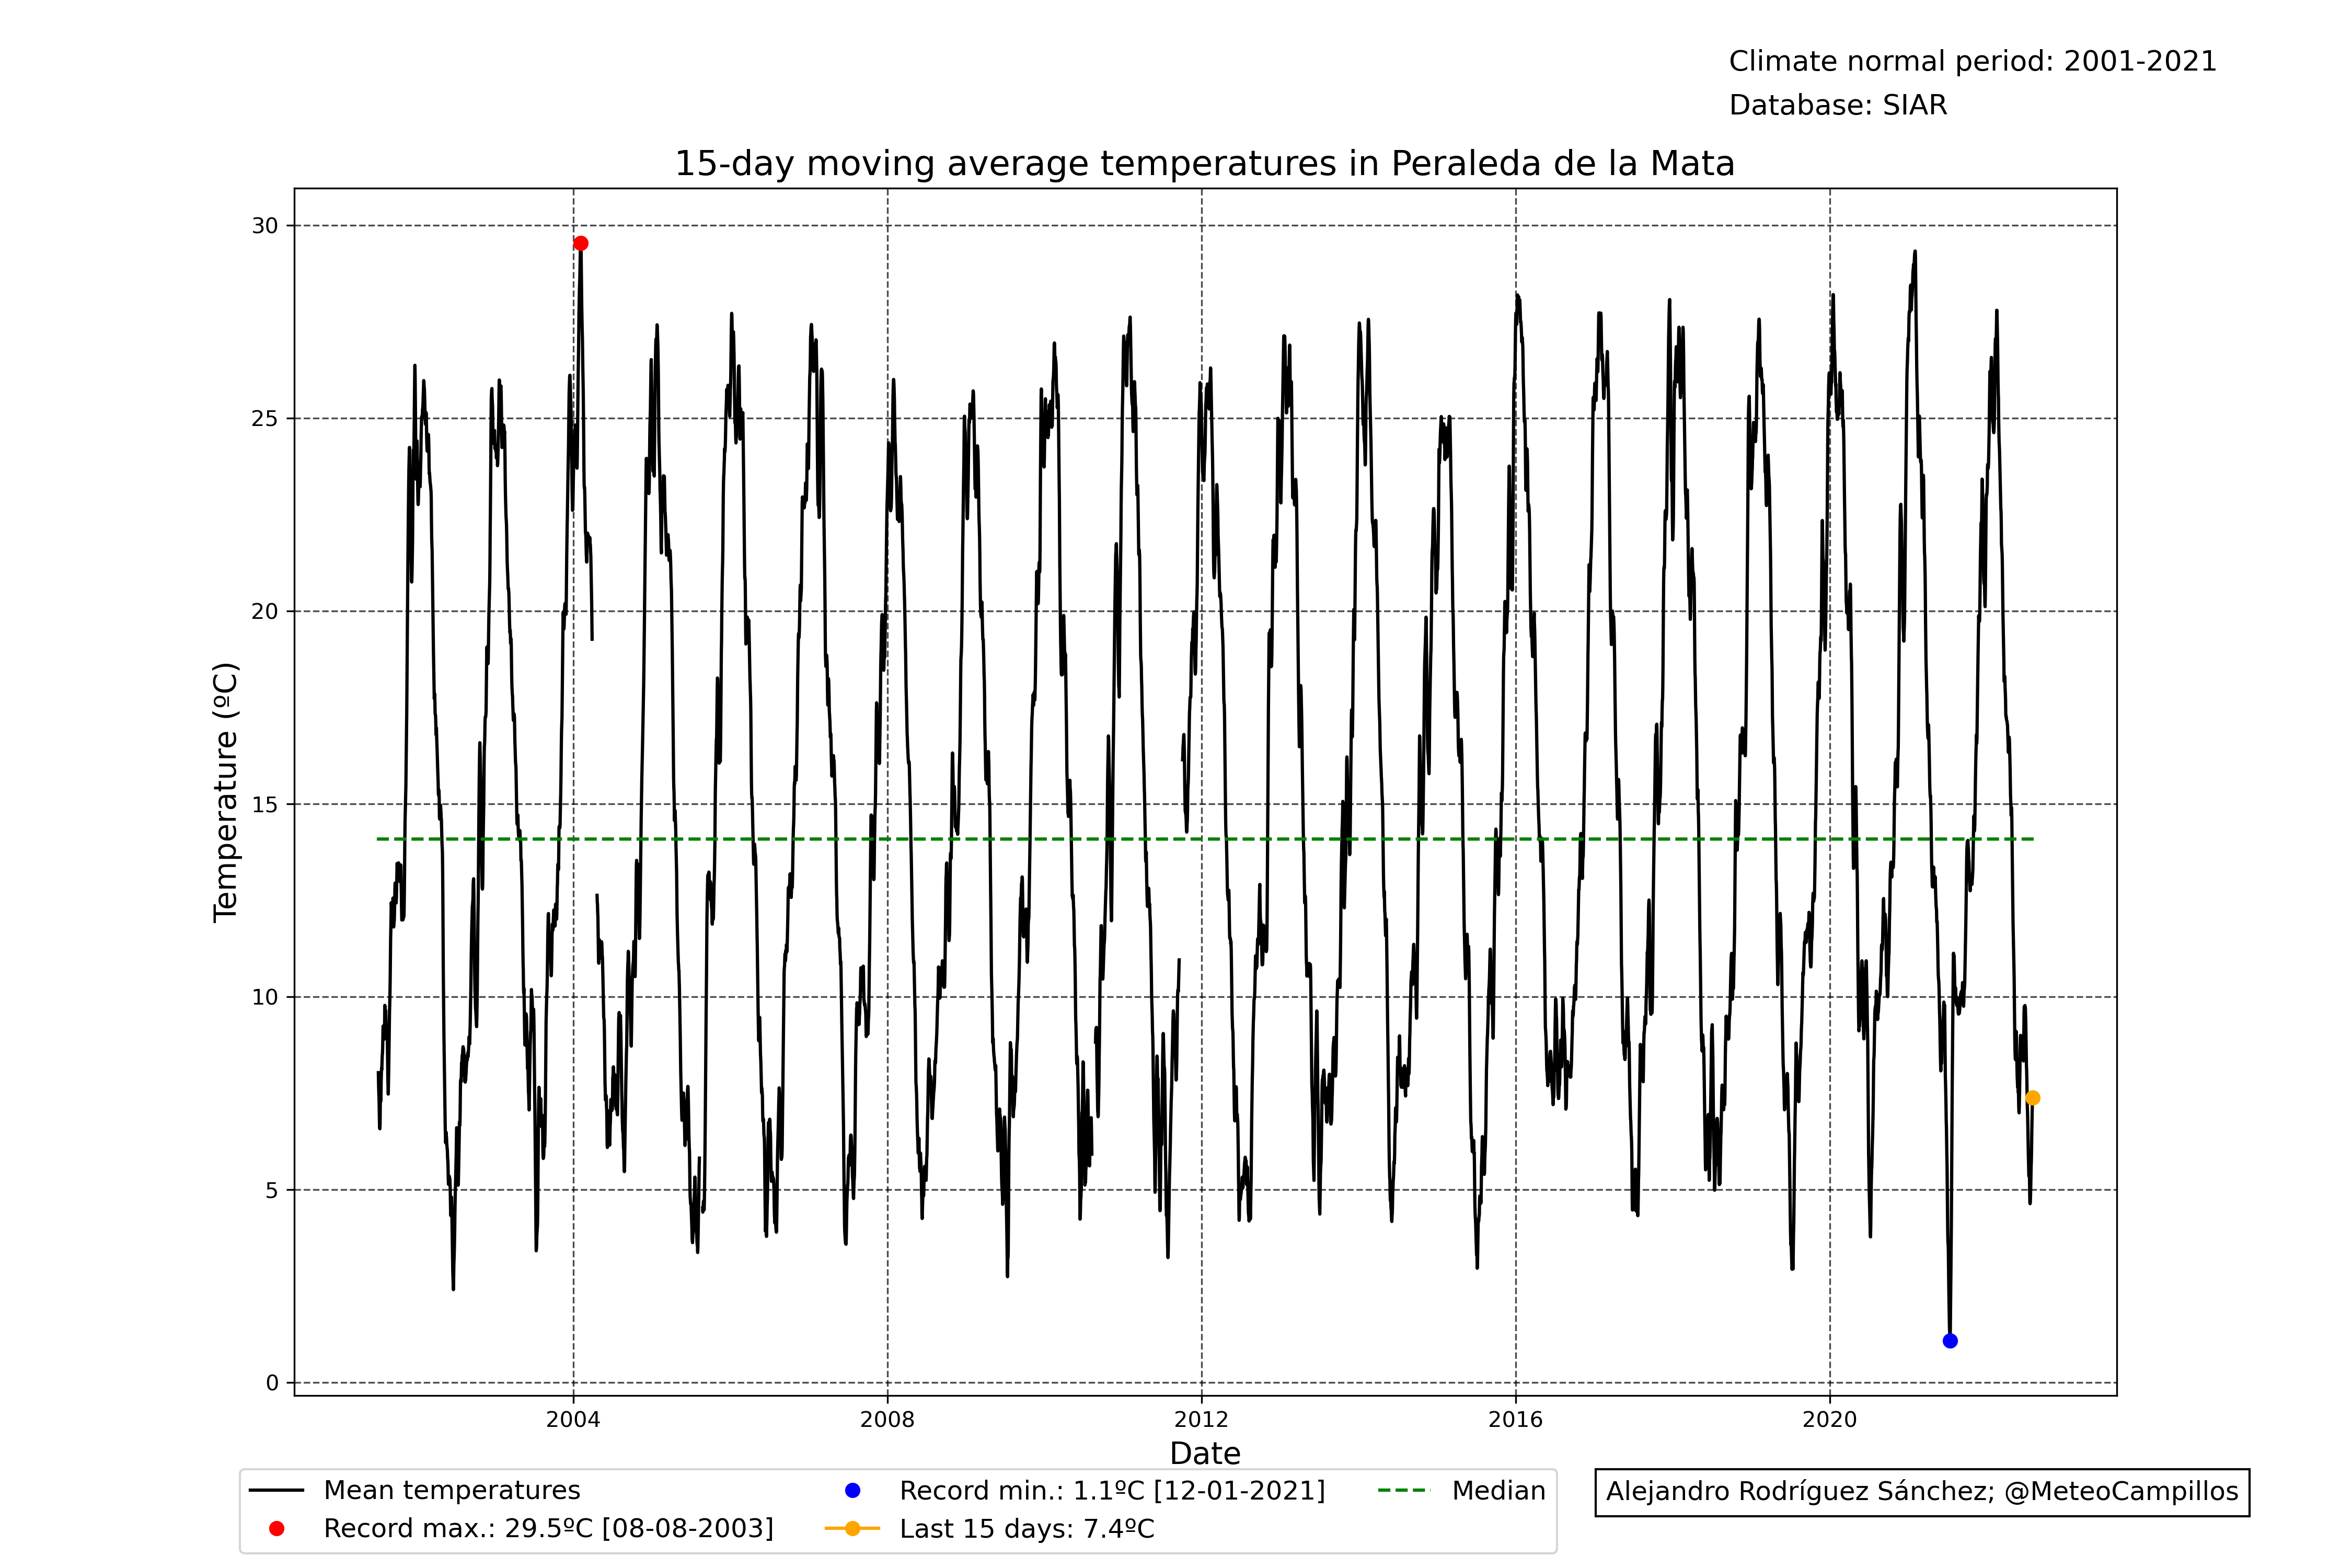 Climate normal period: 2001-2021
Database: SIAR
15-day moving average temperatures in Peraleda de la Mata
30
25
20
15
10
5
0
Temperature (ºC)
2004
2008
2012
2016
2020
Date
Mean temperatures
Record max.: 29.5ºC [08-08-2003]
Record min.: 1.1ºC [12-01-2021]
Last 15 days: 7.4ºC
Median
Alejandro Rodríguez Sánchez; @MeteoCampillos